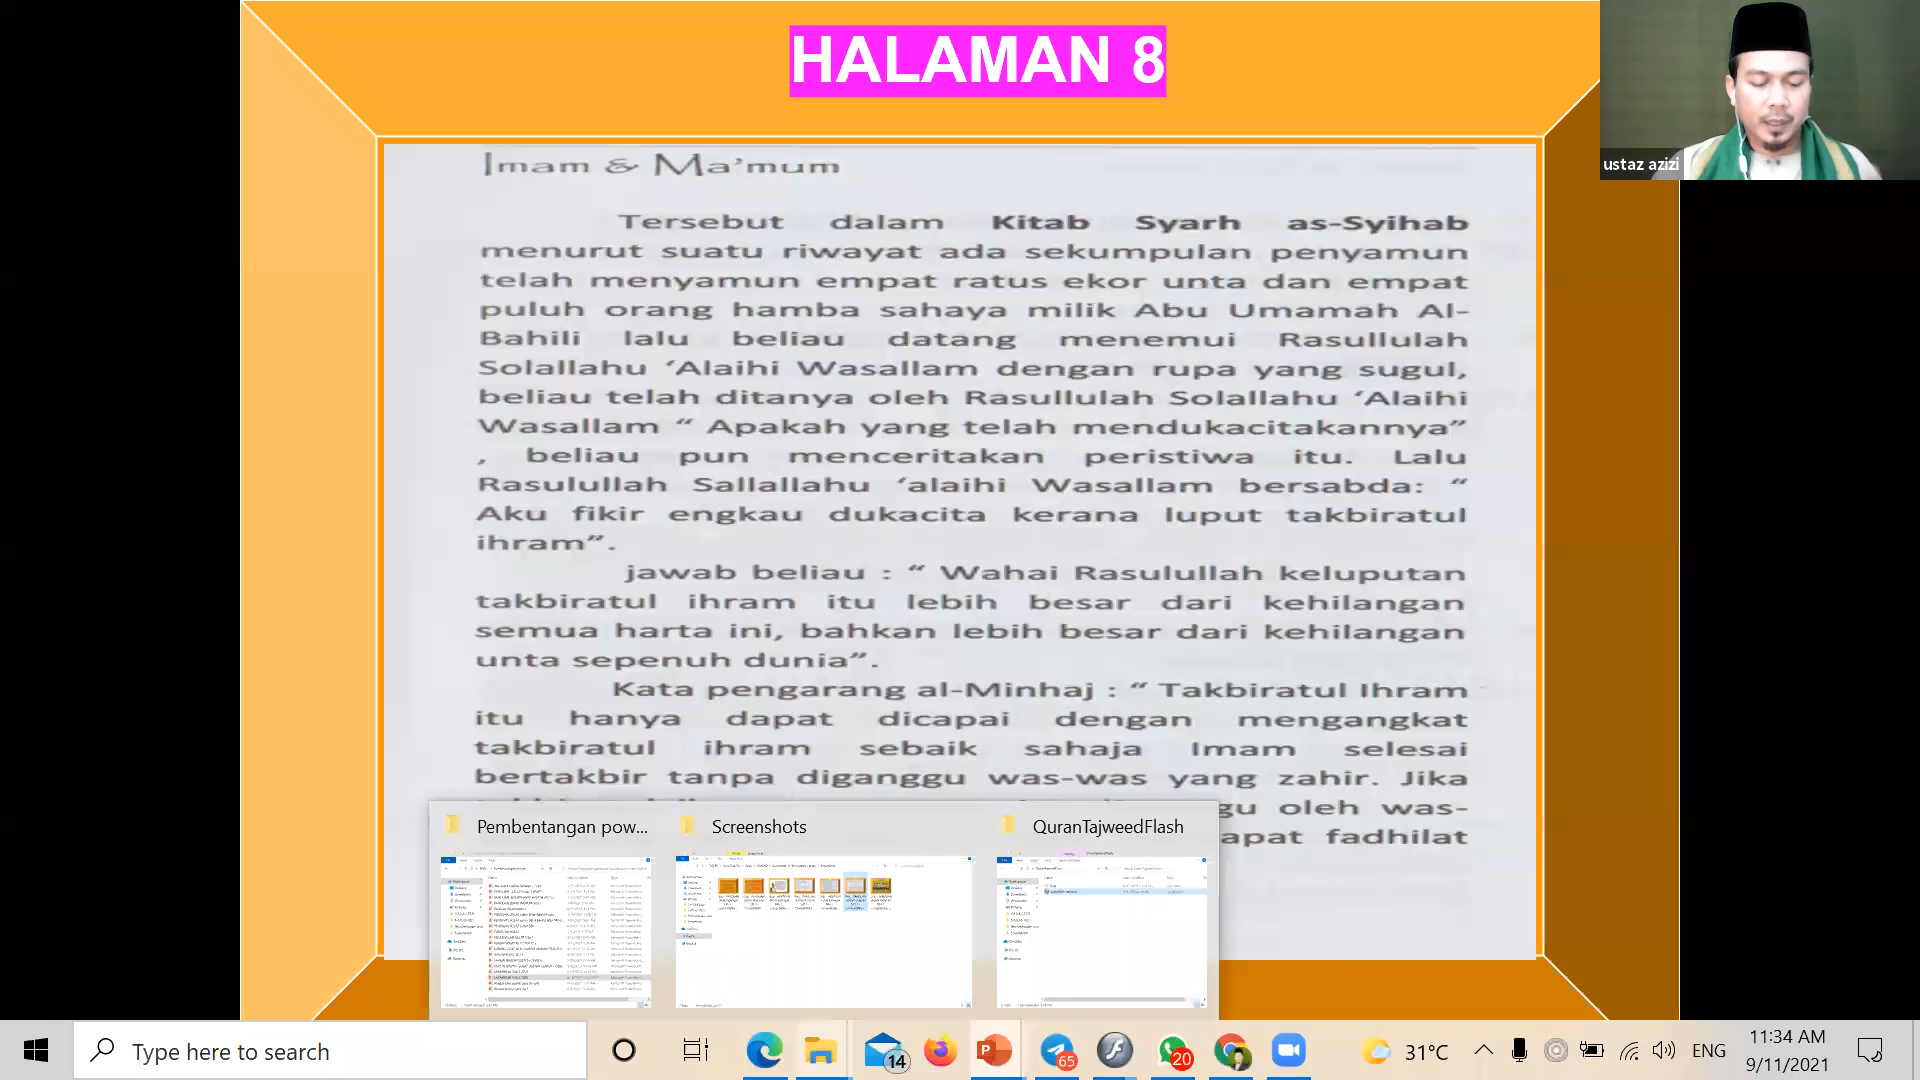 HALAMAN 8
ustaz azizi
Imam & Ma’mum
Tersebut dalam Kitab Syarh as-Syihab
menurut suatu riwayat ada sekumpulan penyamun
telah menyamun empat ratus ekor unta dan empat
puluh orang hamba sahaya milik Abu Umamah Al-
Bahili lalu beliau datang menemui Rasullulah
Solallahu ‘Alaihi Wasallam dengan rupa yang sugul,
beliau telah ditanya oleh Rasullulah Solallahu ‘Alaihi
Wasallam “ Apakah yang telah mendukacitakannya”
, beliau pun menceritakan peristiwa itu. Lalu
Rasulullah Sallallahu ‘alaihi Wasallam bersabda: “
Aku fikir engkau dukacita kerana luput takbiratul
ihram”.
jawab beliau : “ Wahai Rasulullah keluputan
takbiratul ihram itu lebih besar dari kehilangan
semua harta ini, bahkan lebih besar dari kehilangan
unta sepenuh dunia”.
Kata pengarang al-Minhaj : “ Takbiratul Ihram
itu hanya dapat dicapai dengan mengangkat
takbiratul ihram sebaik sahaja Imam selesai
bertakbir tanpa diganggu was-was yang zahir. Jika
oleh was-
fadhilat
Pembentangan pow...
Screenshots
QuranTajweedFlash
Type here to search
14
65
20
31°C
ENG
11:34 AM
9/11/2021